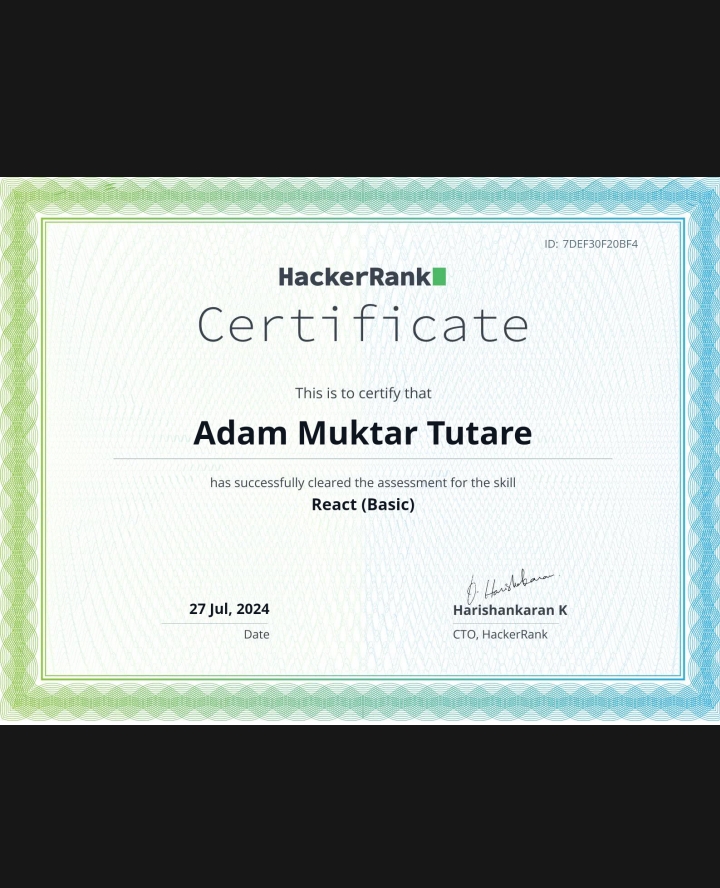 ID: 7DEF30F20BF4
HackerRank
Certificate
This is to certify that
Adam Muktar Tutare
has successfully cleared the assessment for the skill
React (Basic)
27 Jul, 2024
Date
Harishankaran K
CTO, HackerRank